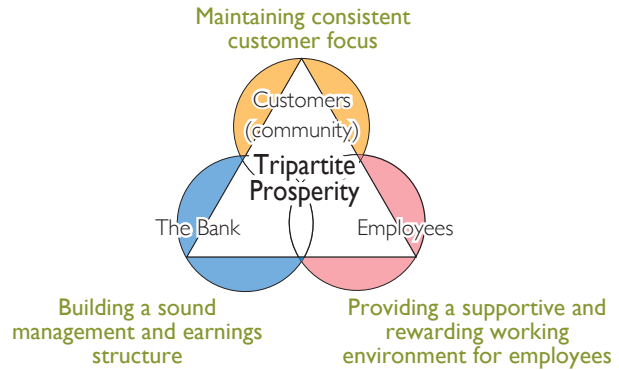 Maintaining consistent
customer focus
Customers
(community)
Tripartite
Prosperity
The Bank
Employees
Building a sound
management and earnings
structure
Providing a supportive and
rewarding working
environment for employees